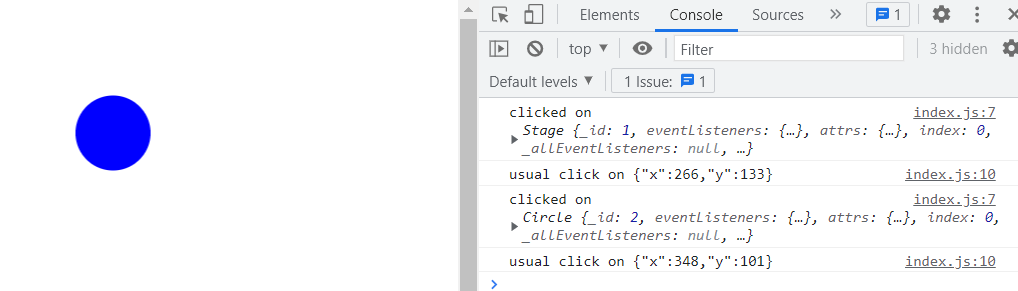 Elements Console Sources » 1
top ▼ Filter 3 hidden
Default levels ▼ 1 Issue: 1
clicked on index.js:7
▶ Stage {_id: 1, eventListeners: {…}, attrs: {…}, index: 0,
_allEventListeners: null, …}
usual click on {"x":266,"y":133} index.js:10
clicked on index.js:7
▶ Circle {_id: 2, eventListeners: {…}, attrs: {…}, index: 0,
_allEventListeners: null, …}
usual click on {"x":348,"y":101} index.js:10